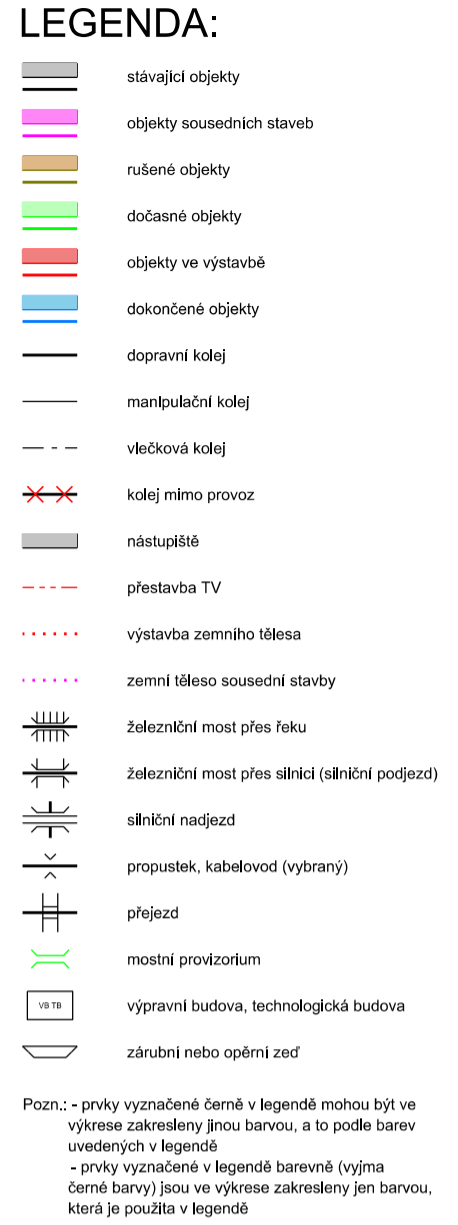 LEGENDA:
stávající objekty
objekty sousedních staveb
rušené objekty
dočasné objekty
objekty ve výstavbě
dokončené objekty
dopravní kolej
manipulační kolej
vlečková kolej
kolej mimo provoz
nástupiště
přestavba TV
výstavba zemního tělesa
zemní těleso sousední stavby
železniční most přes řeku
železniční most přes silnici (silniční podjezd)
silniční nadjezd
propustek, kabelovod (vybraný)
přejezd
mostní provizorium
VB TB
výpravní budova, technologická budova
zárubní nebo opěrní zeď
Pozn.: - prvky vyznačené černě v legendě mohou být ve
výkrese zakresleny jinou barvou, a to podle barev
uvedených v legendě
- prvky vyznačené v legendě barevně (vyjma
černé barvy) jsou ve výkrese zakresleny jen barvou,
která je použita v legendě